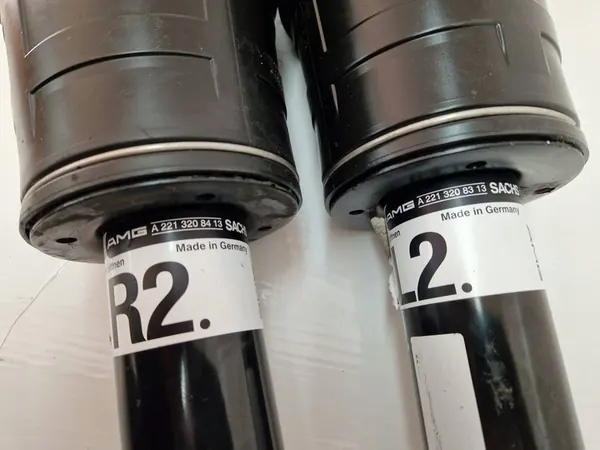 AMG A 221 320 84 13 SACHS
Made in Germany
R2.
AMG A 221 320 83 13 SACHS
Made in Germany
L2.